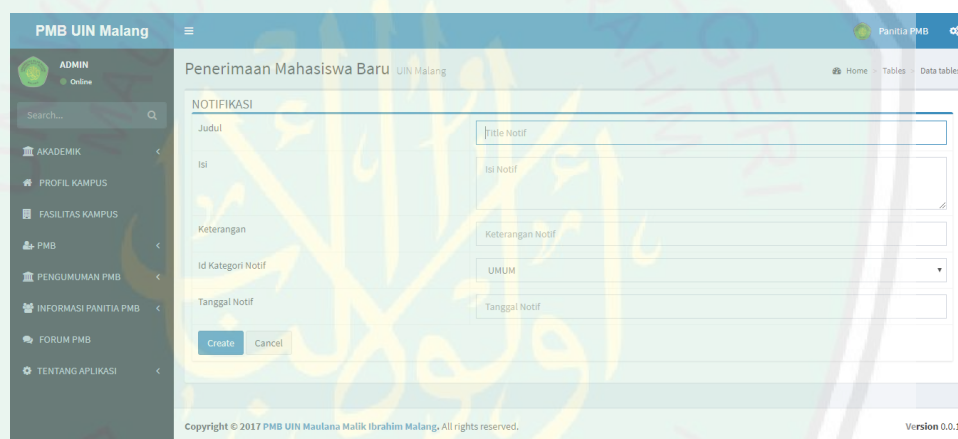 PMB UIN Malang
Panitia PMB
ADMIN
Online
Search...
AKADEMIK
PROFIL KAMPUS
FASILITAS KAMPUS
PMB
PENGUMUMAN PMB
INFORMASI PANITIA PMB
FORUM PMB
TENTANG APLIKASI
Penerimaan Mahasiswa Baru UIN Malang
Home > Tables > Data tables
NOTIFIKASI
Judul
Title Notif
Isi
Isi Notif
Keterangan
Keterangan Notif
Id Kategori Notif
UMUM
Tanggal Notif
Tanggal Notif
Create Cancel
Copyright © 2017 PMB UIN Maulana Malik Ibrahim Malang. All rights reserved.
Version 0.0.1